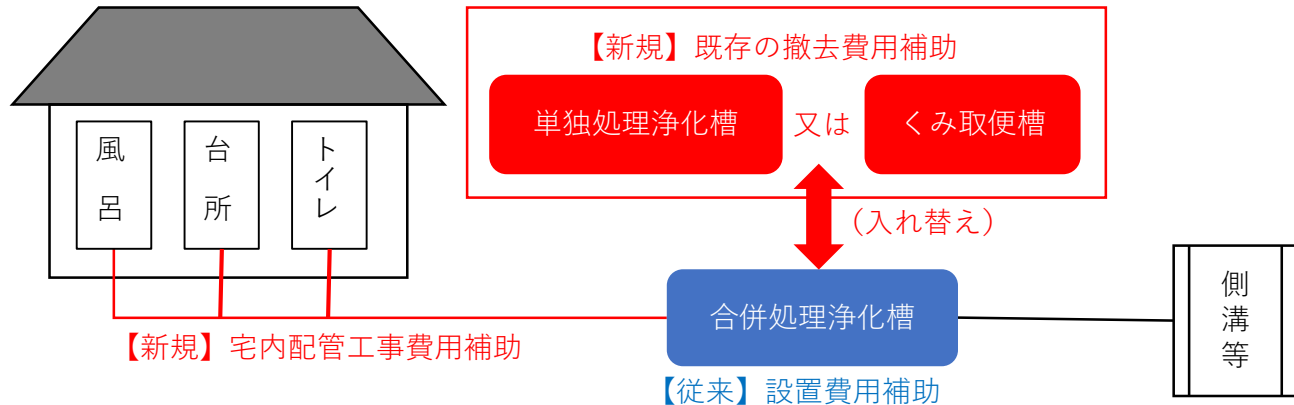 【新規】既存の撤去費用補助
単独処理浄化槽
又は
くみ取便槽
(入れ替え)
風呂
台所
トイレ
合併処理浄化槽
側溝等
【新規】宅内配管工事費用補助
【従来】設置費用補助